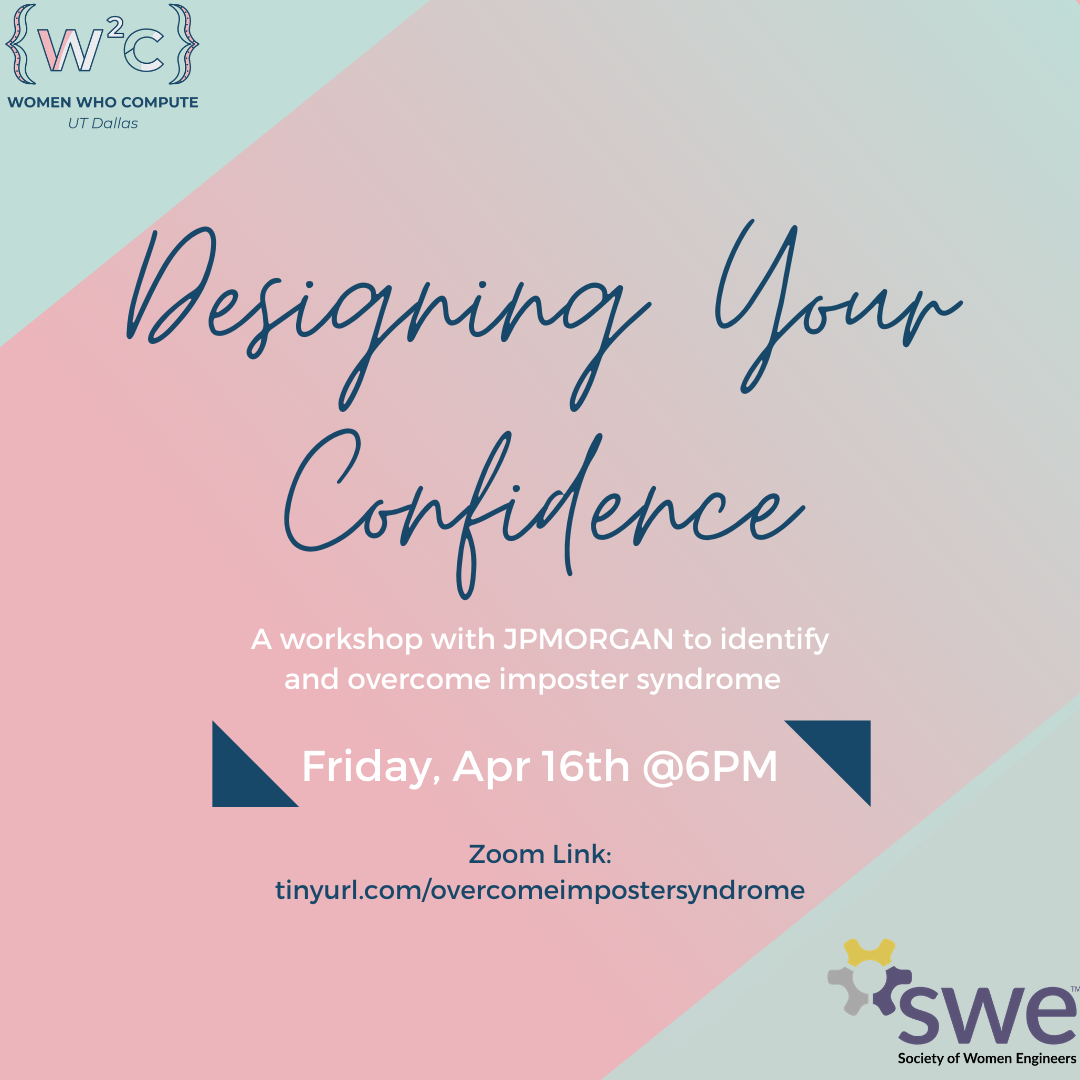 {W²C}
WOMEN WHO COMPUTE
UT Dallas
Designing Your
Confidence
A workshop with JPMORGAN to identify
and overcome imposter syndrome
Friday, Apr 16th @6PM
Zoom Link:
tinyurl.com/overcomeimpostersyndrome
swe™
Society of Women Engineers